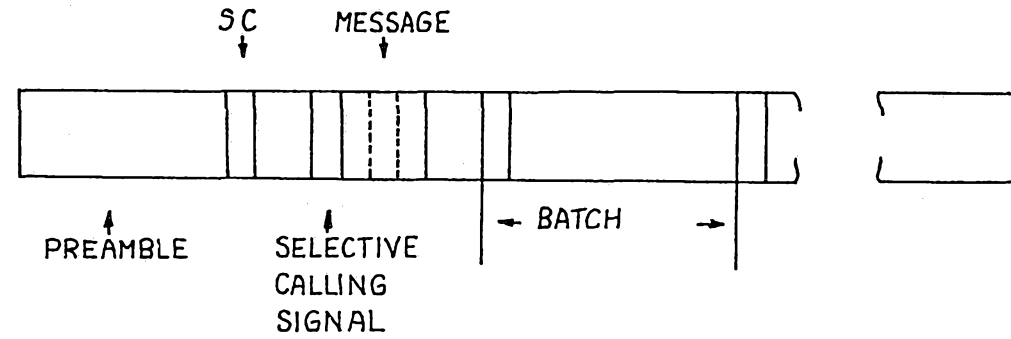 SC
MESSAGE
BATCH
PREAMBLE
SELECTIVE
CALLING
SIGNAL